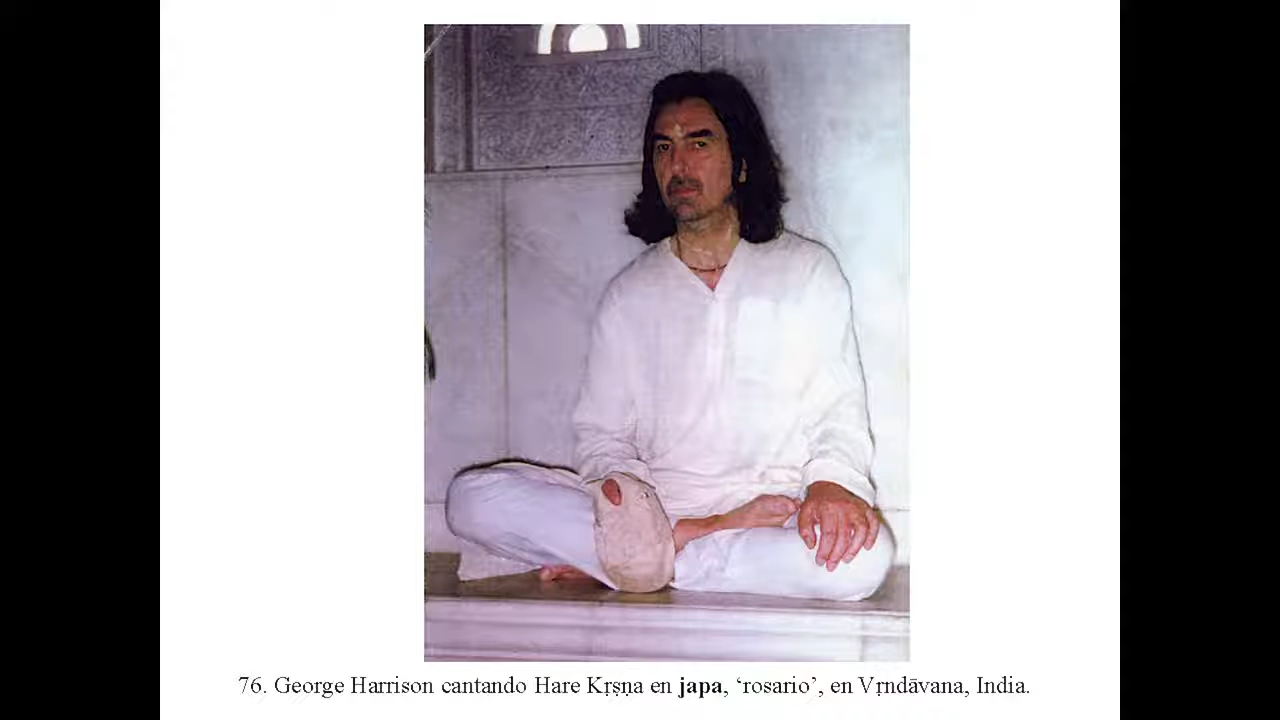 76. George Harrison cantando Hare Kṛṣṇa en japa, ‘rosario’, en Vṛndāvana, India.